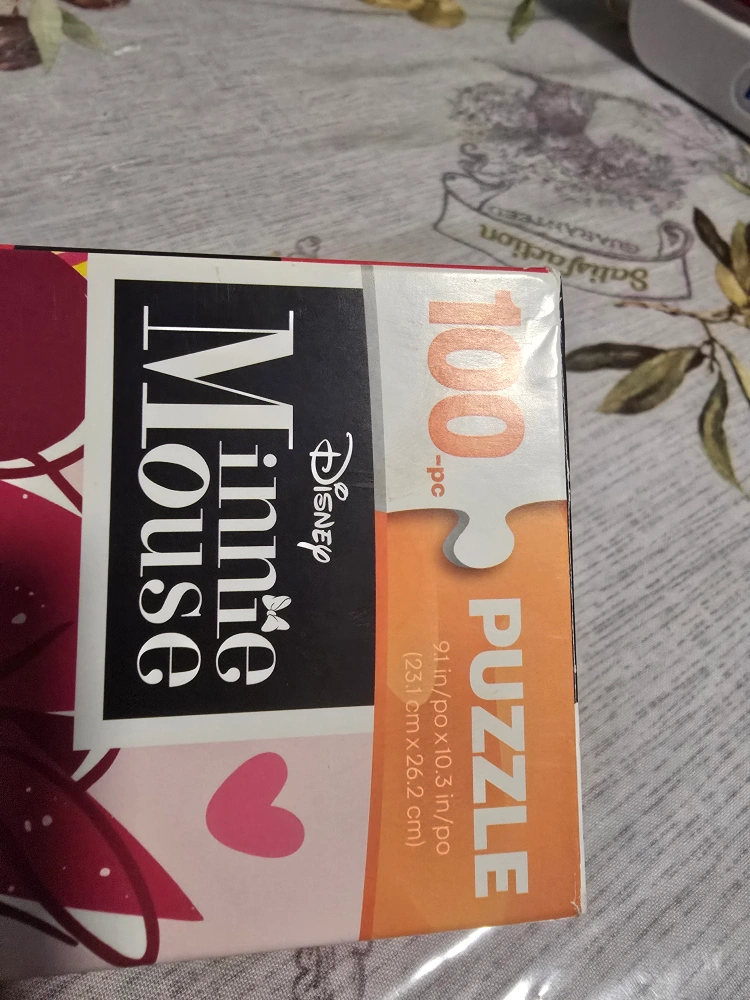 100-pc
PUZZLE
9.1 in/po x 10.3 in/po
(23.1 cm x 26.2 cm)
Disney
Minnie
Mouse
Satisfaction
GUARANTEED